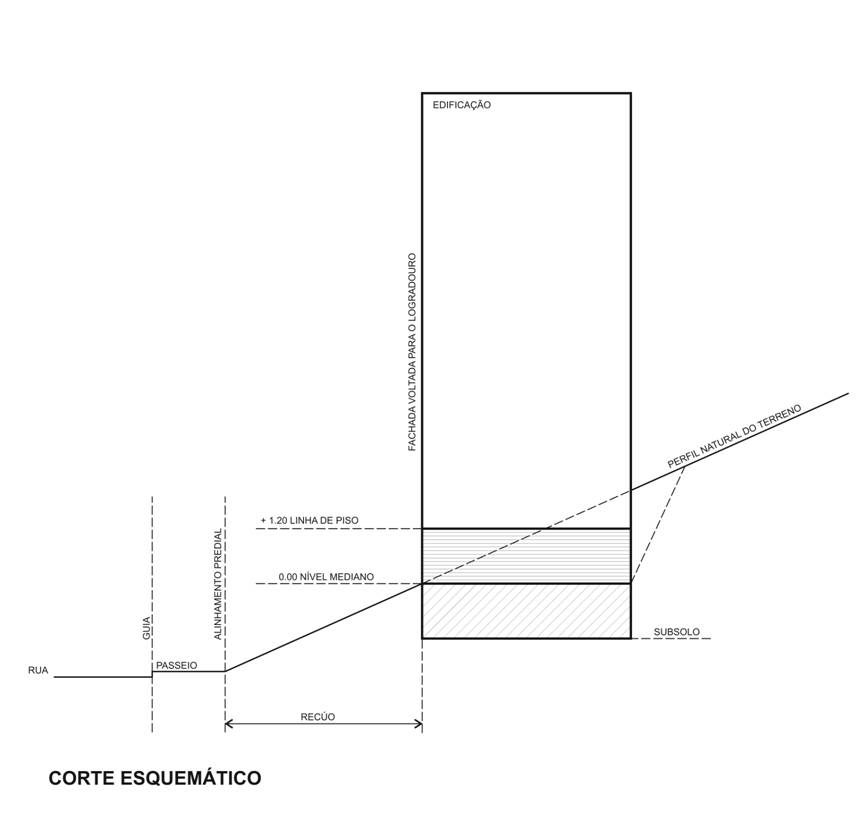 EDIFICAÇÃO
FACHADA VOLTADA PARA O LOGRADOURO
PERFIL NATURAL DO TERRENO
+ 1.20 LINHA DE PISO
ALINHAMENTO PREDIAL
0.00 NÍVEL MEDIANO
GUIA
SUBSOLO
RUA
PASSEIO
RECÚO
CORTE ESQUEMÁTICO